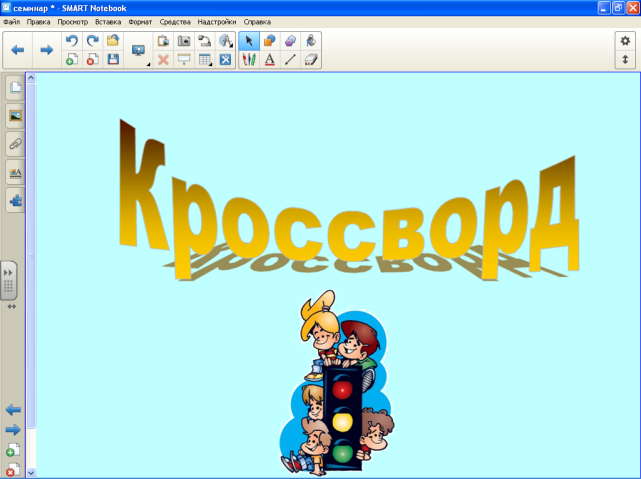 семинар * - SMART Notebook
Файл Правка Просмотр Вставка Формат Средства Надстройки Справка
Кроссворд